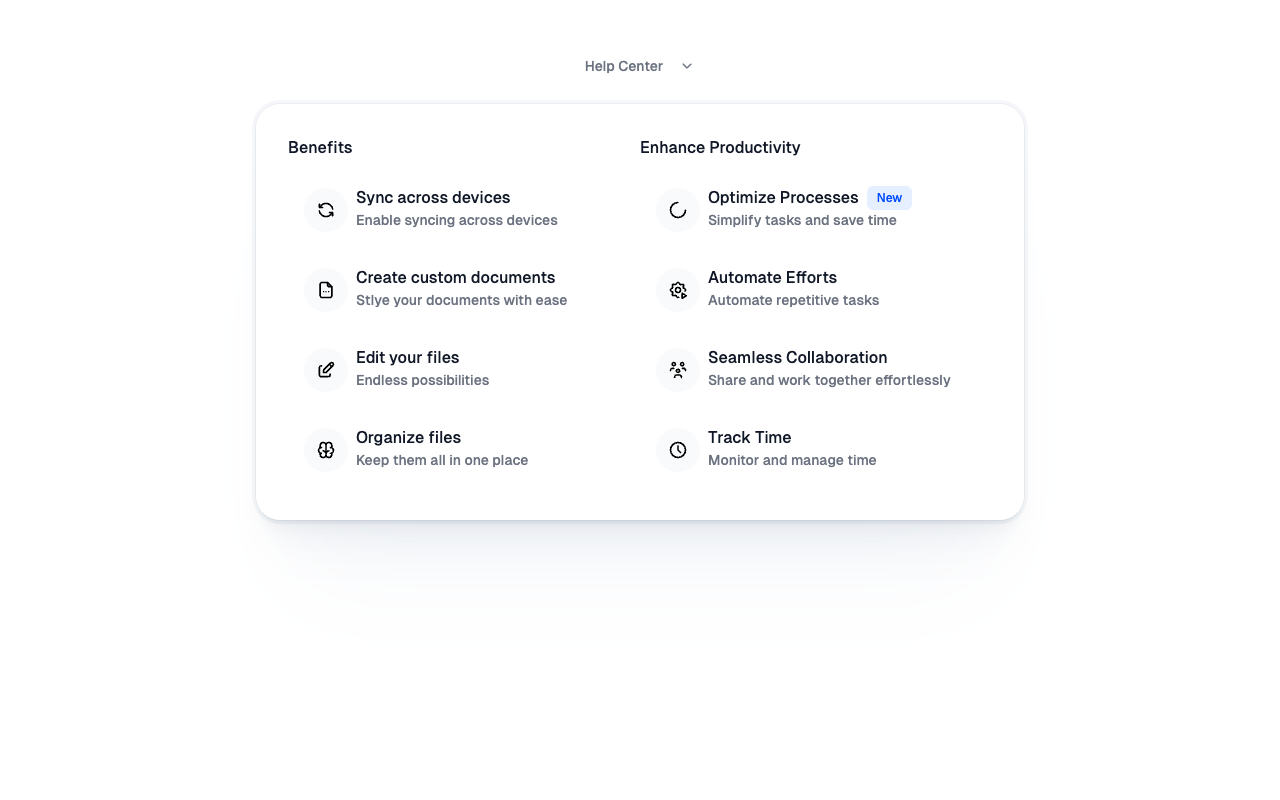 Help Center
Benefits
Sync across devices
Enable syncing across devices
Create custom documents
Stlye your documents with ease
Edit your files
Endless possibilities
Organize files
Keep them all in one place
Enhance Productivity
Optimize Processes New
Simplify tasks and save time
Automate Efforts
Automate repetitive tasks
Seamless Collaboration
Share and work together effortlessly
Track Time
Monitor and manage time